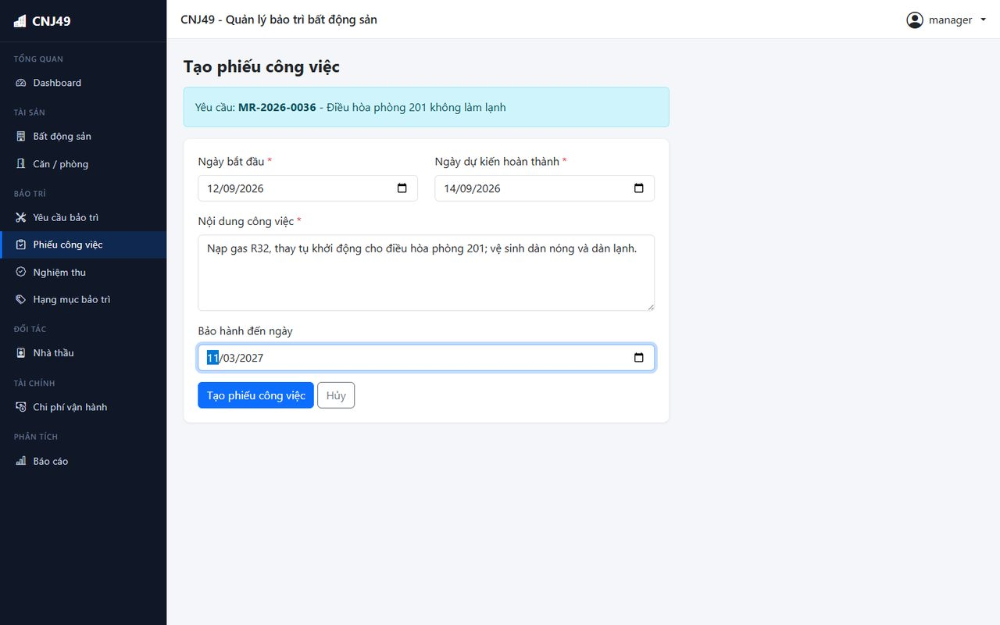 CNJ49
CNJ49 - Quản lý bảo trì bất động sản
manager
TỔNG QUAN
Dashboard
TÀI SẢN
Bất động sản
Căn / phòng
BẢO TRÌ
Yêu cầu bảo trì
Phiếu công việc
Nghiệm thu
Hạng mục bảo trì
ĐỐI TÁC
Nhà thầu
TÀI CHÍNH
Chi phí vận hành
PHÂN TÍCH
Báo cáo
Tạo phiếu công việc
Yêu cầu: MR-2026-0036 - Điều hòa phòng 201 không làm lạnh
Ngày bắt đầu *
Ngày dự kiến hoàn thành *
12/09/2026
14/09/2026
Nội dung công việc *
Nạp gas R32, thay tụ khởi động cho điều hòa phòng 201; vệ sinh dàn nóng và dàn lạnh.
Bảo hành đến ngày
11/03/2027
Tạo phiếu công việc
Hủy